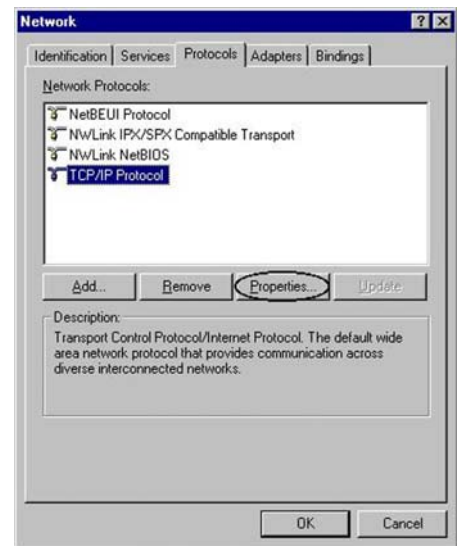 Network
Identification Services Protocols Adapters Bindings
Network Protocols:
NetBEUI Protocol
NWLink IPX/SPX Compatible Transport
NWLink NetBIOS
TCP/IP Protocol
Add... Remove Properties... Update
Description:
Transport Control Protocol/Internet Protocol. The default wide
area network protocol that provides communication across
diverse interconnected networks.
OK Cancel